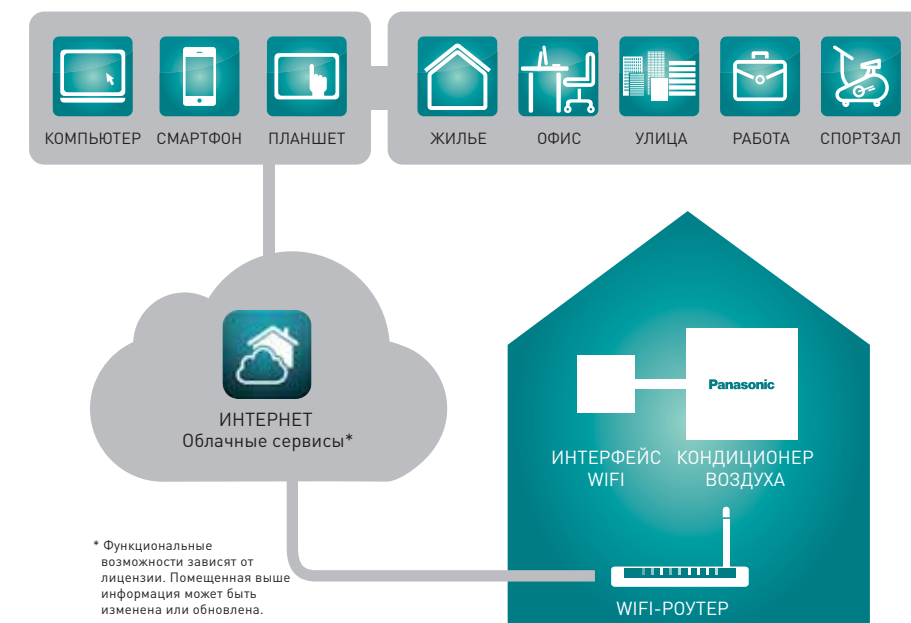 КОМПЬЮТЕР
СМАРТФОН
ПЛАНШЕТ
ЖИЛЬЕ
ОФИС
УЛИЦА
РАБОТА
СПОРТЗАЛ
ИНТЕРНЕТ
Облачные сервисы*
Panasonic
ИНТЕРФЕЙС
WIFI
КОНДИЦИОНЕР
ВОЗДУХА
* Функциональные
возможности зависят от
лицензии. Помещенная выше
информация может быть
изменена или обновлена.
WIFI-РОУТЕР